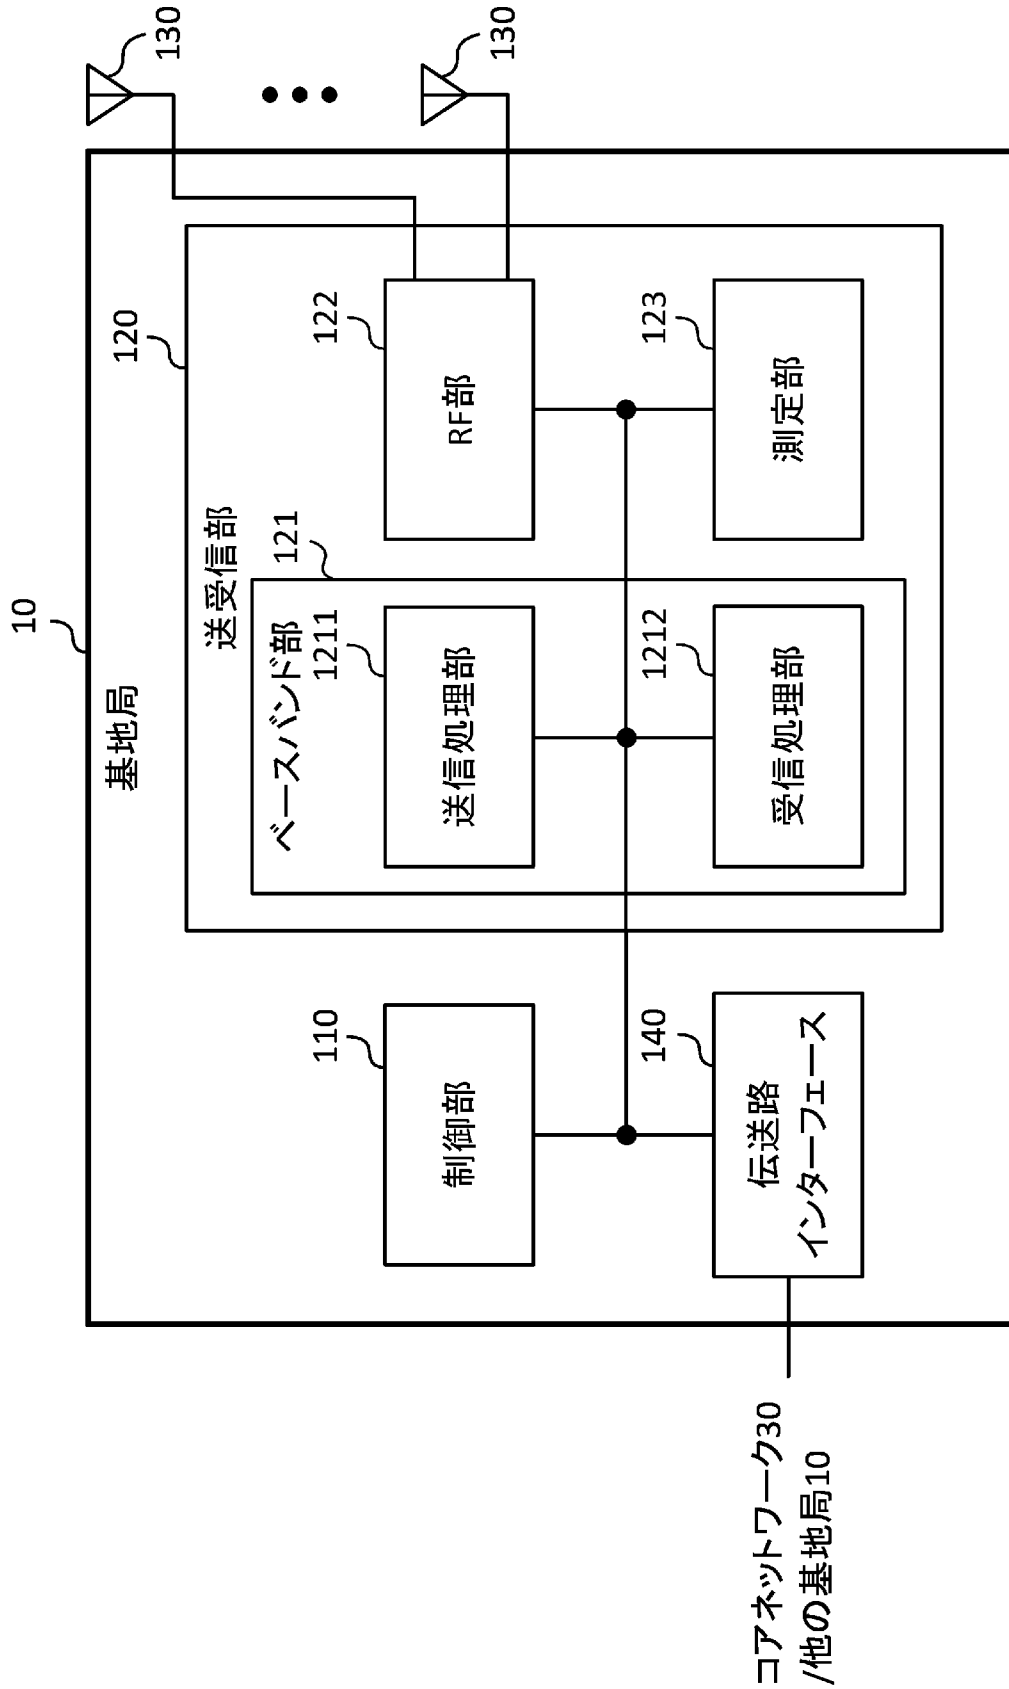 10
基地局
120
送受信部
121
ベースバンド部
110
制御部
1211
送信処理部
122
RF部
130
130
140
伝送路
インターフェース
1212
受信処理部
123
測定部
コアネットワーク30
/他の基地局10